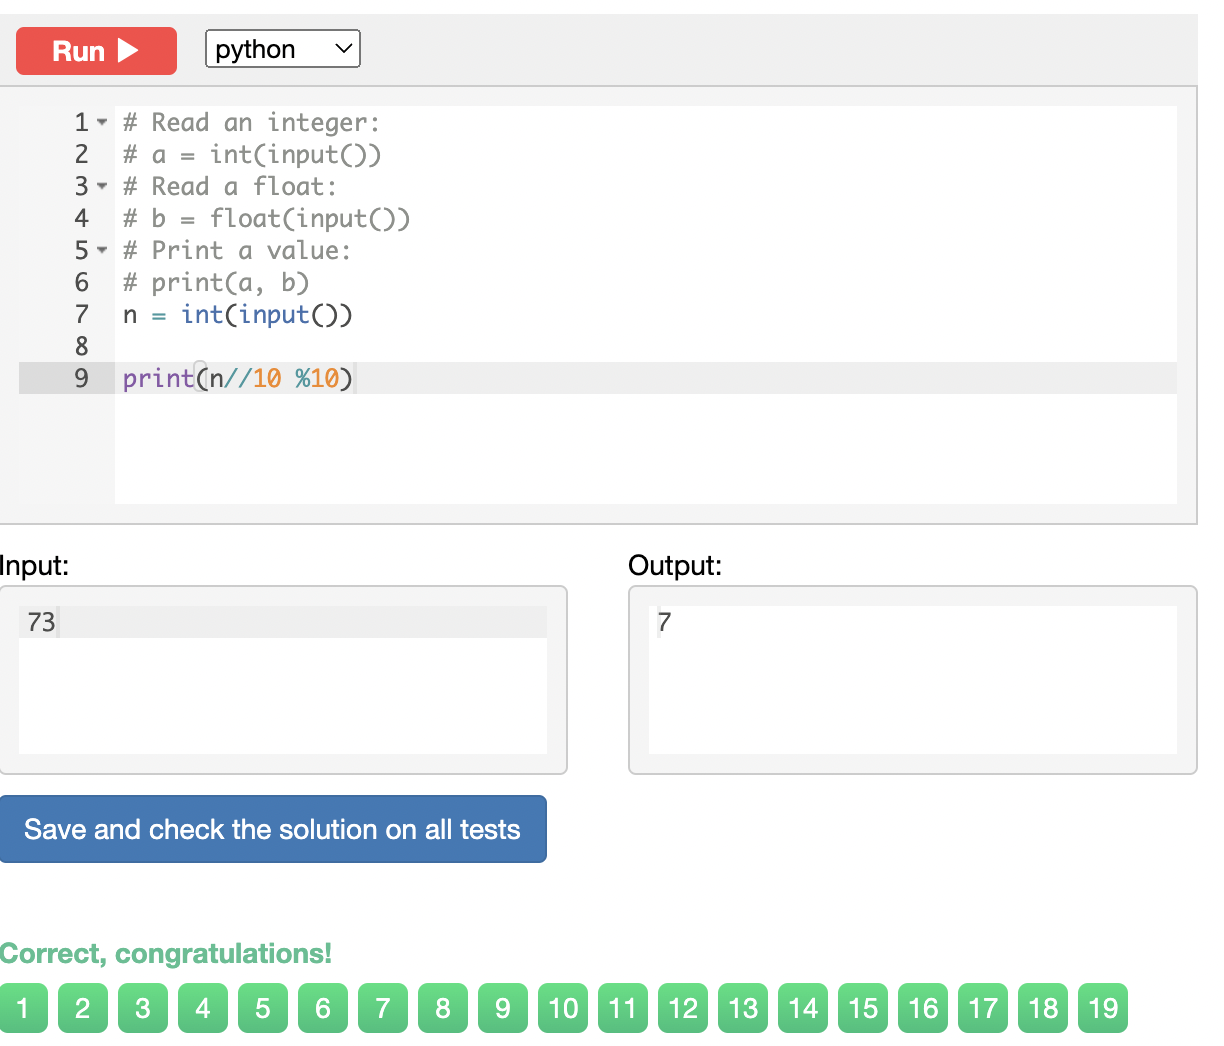 Run python
1 # Read an integer:
2 # a = int(input())
3 # Read a float:
4 # b = float(input())
5 # Print a value:
6 # print(a, b)
7 n = int(input())
8
9 print(n//10 %10)
Input: Output:
73 7
Save and check the solution on all tests
Correct, congratulations!
1 2 3 4 5 6 7 8 9 10 11 12 13 14 15 16 17 18 19